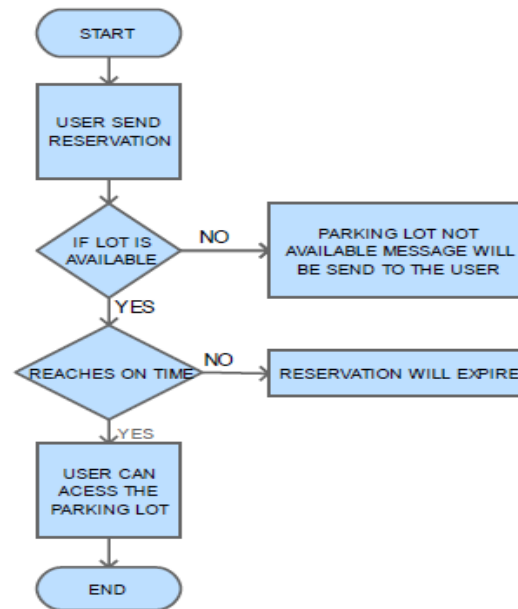 START
USER SEND
RESERVATION
IF LOT IS
AVAILABLE
NO
PARKING LOT NOT
AVAILABLE MESSAGE WILL
BE SEND TO THE USER
YES
REACHES ON TIME
NO
RESERVATION WILL EXPIRE
YES
USER CAN
ACESS THE
PARKING LOT
END